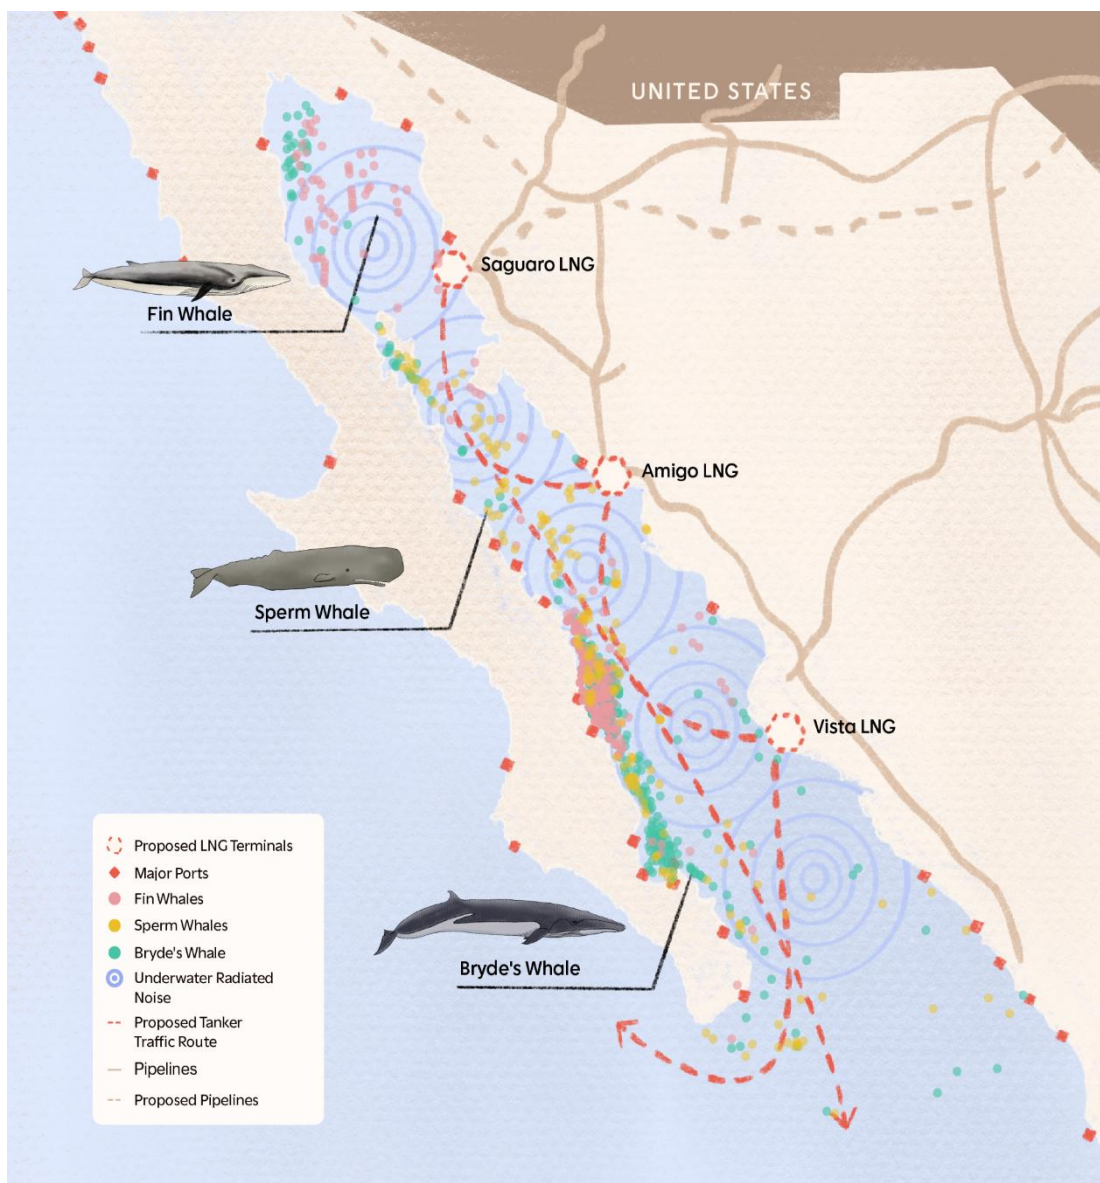 UNITED STATES
Saguaro LNG
Fin Whale
Amigo LNG
Sperm Whale
Vista LNG
Bryde's Whale
Proposed LNG Terminals
Major Ports
Fin Whales
Sperm Whales
Bryde's Whale
Underwater Radiated
Noise
Proposed Tanker
Traffic Route
Pipelines
Proposed Pipelines